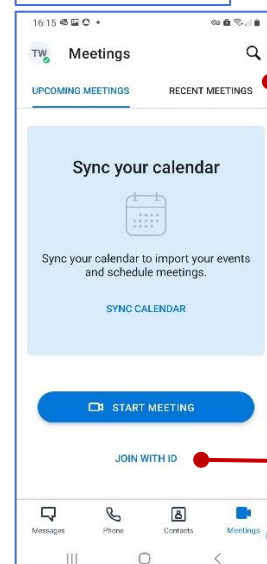 16:15
TW Meetings
UPCOMING MEETINGS RECENT MEETINGS
Sync your calendar
Sync your calendar to import your events
and schedule meetings.
SYNC CALENDAR
START MEETING
JOIN WITH ID
Messages Phone Contacts Meetings